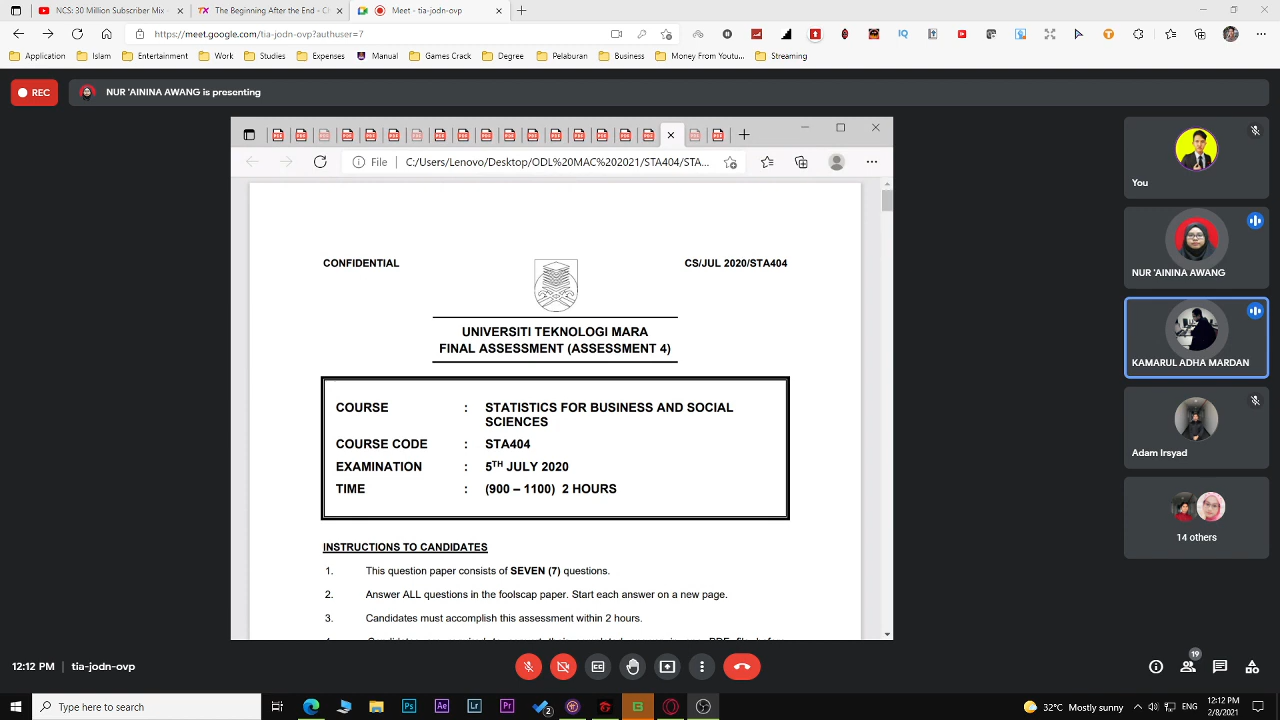 NCS: 30 Million Subscriber Mix -
The Beginning After the End - C
Meet - tia-jodn-ovp
https://meet.google.com/tia-jodn-ovp?authuser=7
Application
Islam
Entertainment
Work
Studies
Expenses
Manual
Games Crack
Pelaburan
Business
Money From Youtu...
Streaming
REC
NUR 'AININA AWANG is presenting
File
C:/Users/Lenovo/Desktop/ODL%20MAC%202021/STA404/STA...
CONFIDENTIAL
CS/JUL 2020/STA404
UNIVERSITI TEKNOLOGI MARA
FINAL ASSESSMENT (ASSESSMENT 4)
COURSE : STATISTICS FOR BUSINESS AND SOCIAL
SCIENCES
COURSE CODE : STA404
EXAMINATION : 5TH JULY 2020
TIME : (900 – 1100) 2 HOURS
INSTRUCTIONS TO CANDIDATES
1. This question paper consists of SEVEN (7) questions.
2. Answer ALL questions in the foolscap paper. Start each answer on a new page.
3. Candidates must accomplish this assessment within 2 hours.
You
NUR 'AININA AWANG
KAMARUL ADHA MARDAN
Adam Irsyad
14 others
12:12 PM | tia-jodn-ovp
19
Type here to search
32°C Mostly sunny
ENG
12:12 PM
2/8/2021